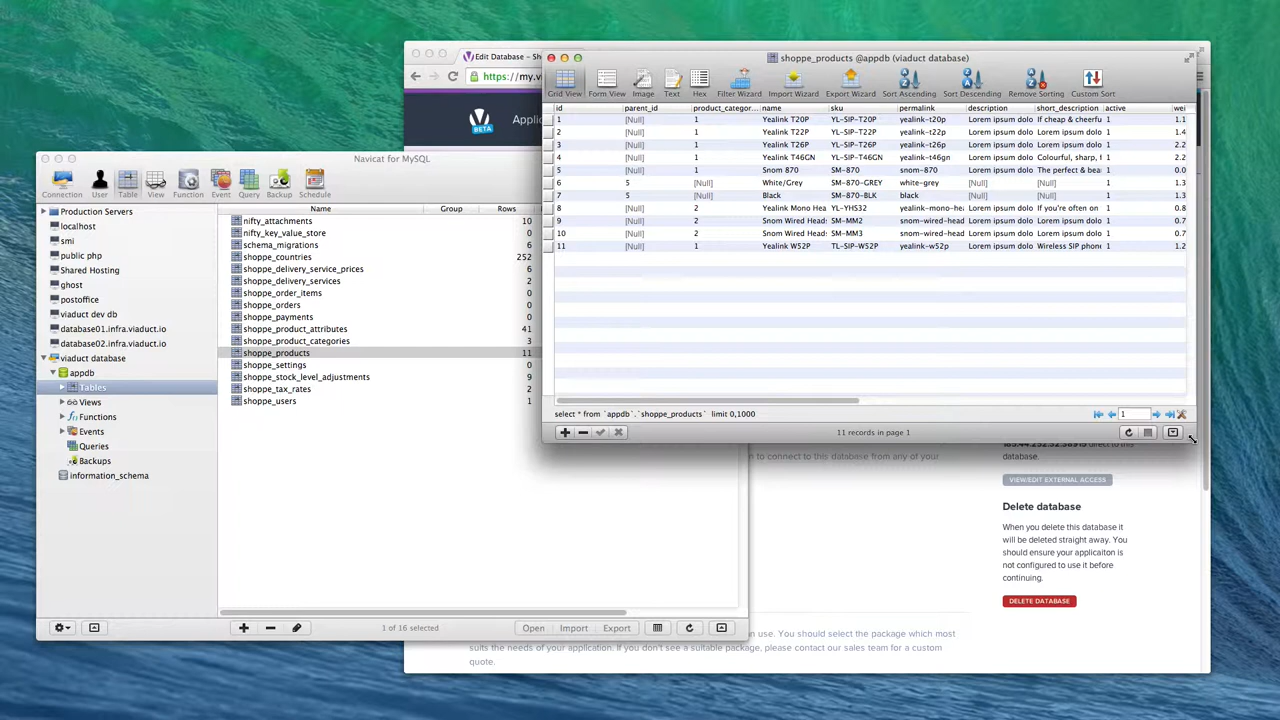 Edit Database – Sh
https://my.v
BETA
Applic
shoppe_products @appdb (viaduct database)
Grid View Form View Image Text Hex Filter Wizard Import Wizard Export Wizard Sort Ascending Sort Descending Remove Sorting Custom Sort
id parent_id product_categor... name sku permalink description short_description active wei
1 [Null] 1 Yealink T20P YL-SIP-T20P yealink-t20p Lorem ipsum dolo If cheap & cheerfu 1 1.1
2 [Null] 1 Yealink T22P YL-SIP-T22P yealink-t22p Lorem ipsum dolo Lorem ipsum dolo 1 1.4
3 [Null] 1 Yealink T26P YL-SIP-T26P yealink-t26p Lorem ipsum dolo Lorem ipsum dolo 1 2.2
4 [Null] 1 Yealink T46GN YL-SIP-T46GN yealink-t46gn Lorem ipsum dolo Colourful, sharp, 1 2.2
5 [Null] 1 Snom 870 SM-870 snom-870 Lorem ipsum dolo The perfect & bea 1 0.0
6 5 [Null] White/Grey SM-870-GREY white-grey [Null] [Null] 1 1.3
7 5 [Null] Black SM-870-BLK black [Null] [Null] 1 1.3
8 [Null] 2 Yealink Mono Hea YL-YHS32 yealink-mono-hea Lorem ipsum dolo If you're often on 1 0.8
9 [Null] 2 Snom Wired Heads SM-MM2 snom-wired-head Lorem ipsum dolo Lorem ipsum dolo 1 0.7
10 [Null] 2 Snom Wired Heads SM-MM3 snom-wired-head Lorem ipsum dolo Lorem ipsum dolo 1 0.7
11 [Null] 1 Yealink W52P TL-SIP-W52P yealink-w52p Lorem ipsum dolo Wireless SIP phone 1 1.2
select * from `appdb`.`shoppe_products` limit 0,1000
1
11 records in page 1
Navicat for MySQL
Connection User Table View Function Event Query Backup Schedule
Name Group Rows
Production Servers
localhost
smi
public php
Shared Hosting
ghost
postoffice
viaduct dev db
database01.infra.viaduct.io
database02.infra.viaduct.io
viaduct database
appdb
Tables
Views
Functions
Events
Queries
Backups
information_schema
nifty_attachments 10
nifty_key_value_store 0
schema_migrations 6
shoppe_countries 252
shoppe_delivery_service_prices 6
shoppe_delivery_services 2
shoppe_order_items 0
shoppe_orders 0
shoppe_payments 0
shoppe_product_attributes 41
shoppe_product_categories 3
shoppe_products 11
shoppe_settings 0
shoppe_stock_level_adjustments 9
shoppe_tax_rates 2
shoppe_users 1
1 of 16 selected
Open Import Export
n to connect to this database from any of your
direct to this
database.
VIEW/EDIT EXTERNAL ACCESS
Delete database
When you delete this database it
will be deleted straight away. You
should ensure your applicaiton is
not configured to use it before
continuing.
DELETE DATABASE
n use. You should select the package which most
suits the needs of your application. If you don't see a suitable package, please contact our sales team for a custom
quote.